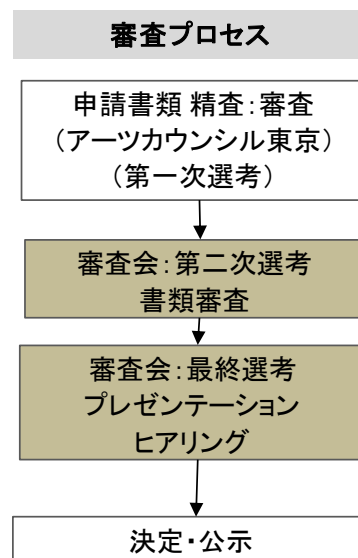 審査プロセス
申請書類 精査:審査
(アーツカウンシル東京)
(第一次選考)
審査会:第二次選考
書類審査
審査会:最終選考
プレゼンテーション
ヒアリング
決定・公示